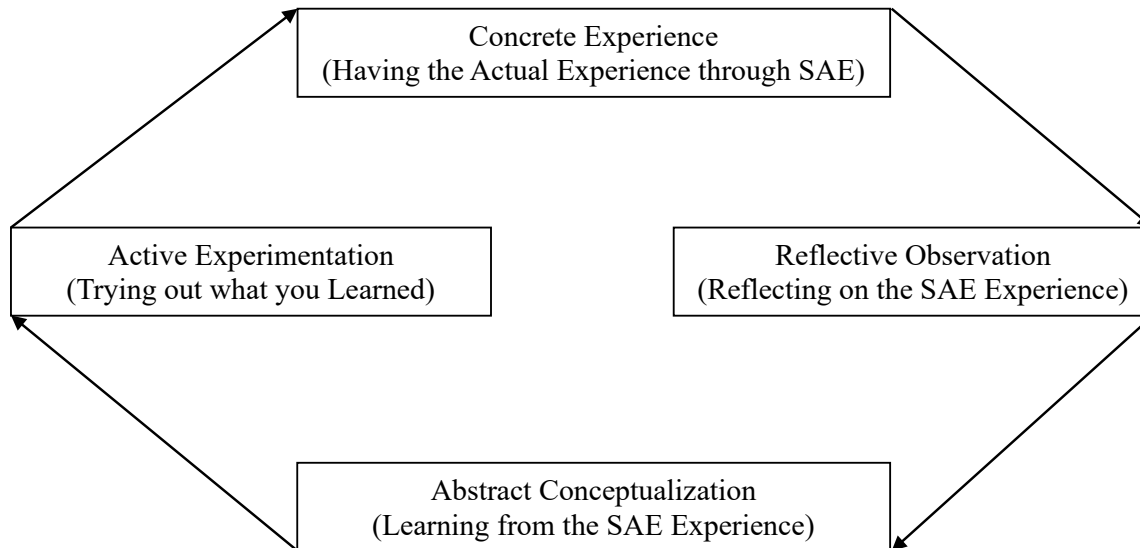 Concrete Experience
(Having the Actual Experience through SAE)
Active Experimentation
(Trying out what you Learned)
Reflective Observation
(Reflecting on the SAE Experience)
Abstract Conceptualization
(Learning from the SAE Experience)